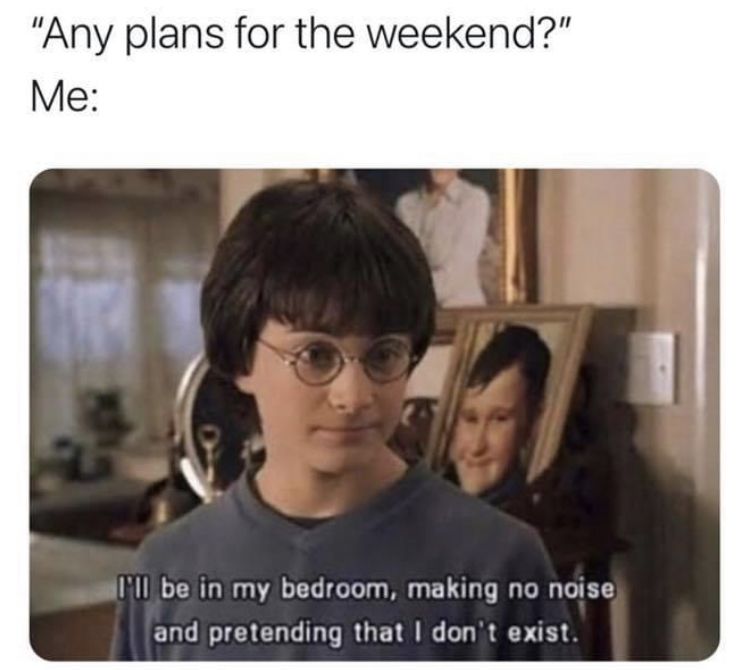 "Any plans for the weekend?"
Me:
I'll be in my bedroom, making no noise
and pretending that I don't exist.